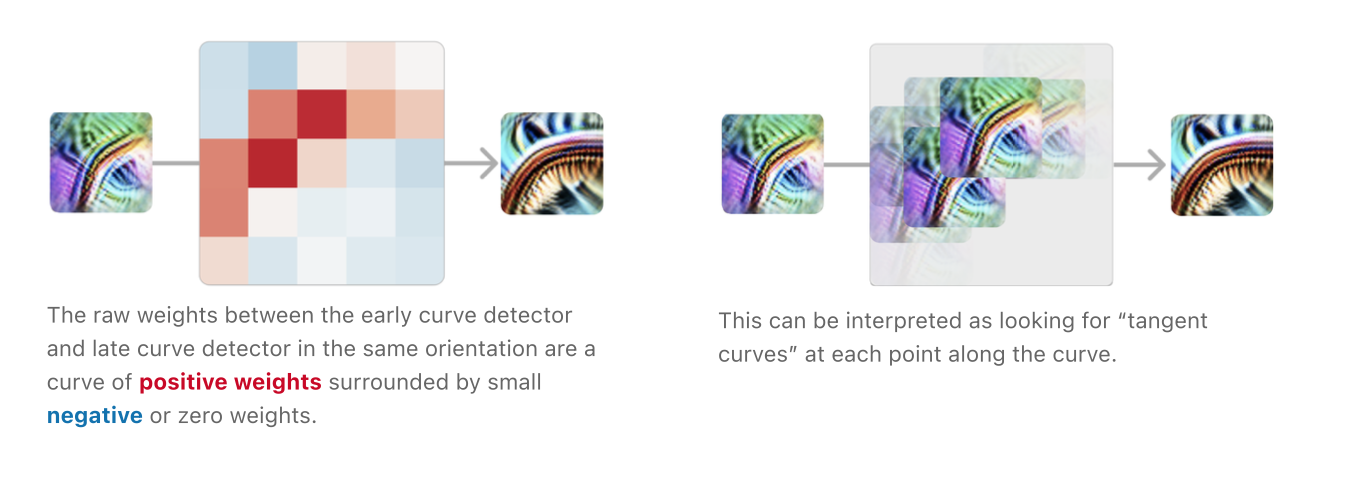 The raw weights between the early curve detector
and late curve detector in the same orientation are a
curve of positive weights surrounded by small
negative or zero weights.
This can be interpreted as looking for “tangent
curves” at each point along the curve.